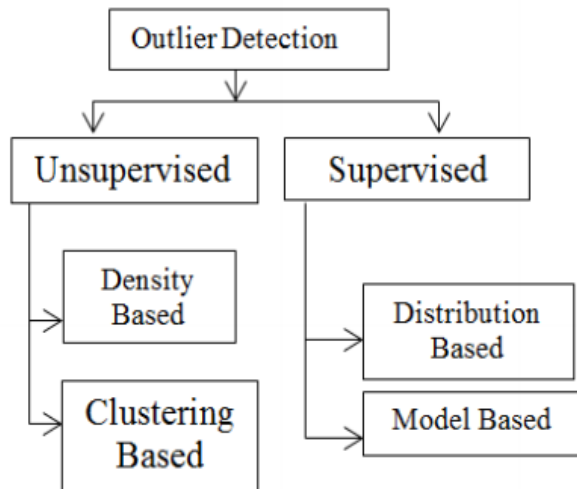 Outlier Detection
Unsupervised
Supervised
Density
Based
Clustering
Based
Distribution
Based
Model Based